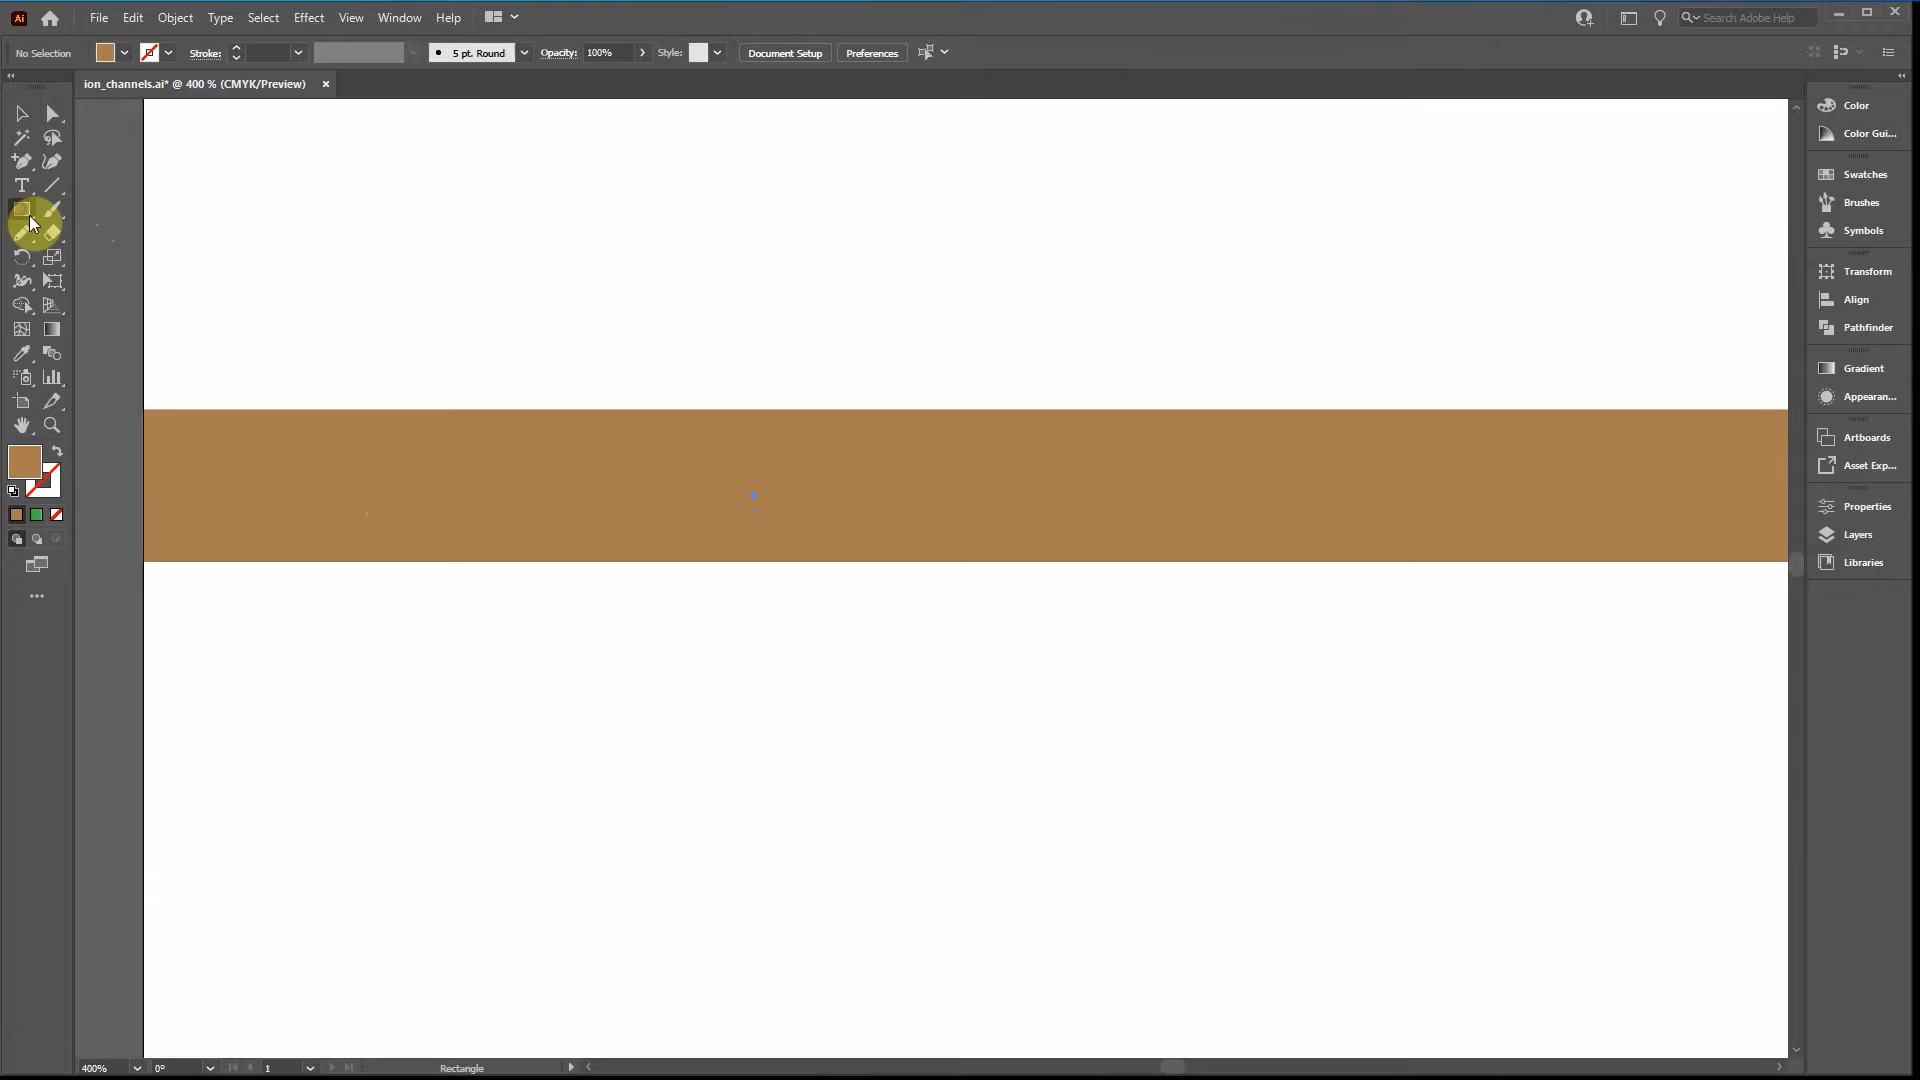 Ai File Edit Object Type Select Effect View Window Help Search Adobe Help
No Selection Stroke: 5 pt. Round Opacity: 100% Style: Document Setup Preferences
ion_channels.ai* @ 400 % (CMYK/Preview)
Color
Color Gui...
Swatches
Brushes
Symbols
Transform
Align
Pathfinder
Gradient
Appearan...
Artboards
Asset Exp...
Properties
Layers
Libraries
400% 0° 1 Rectangle